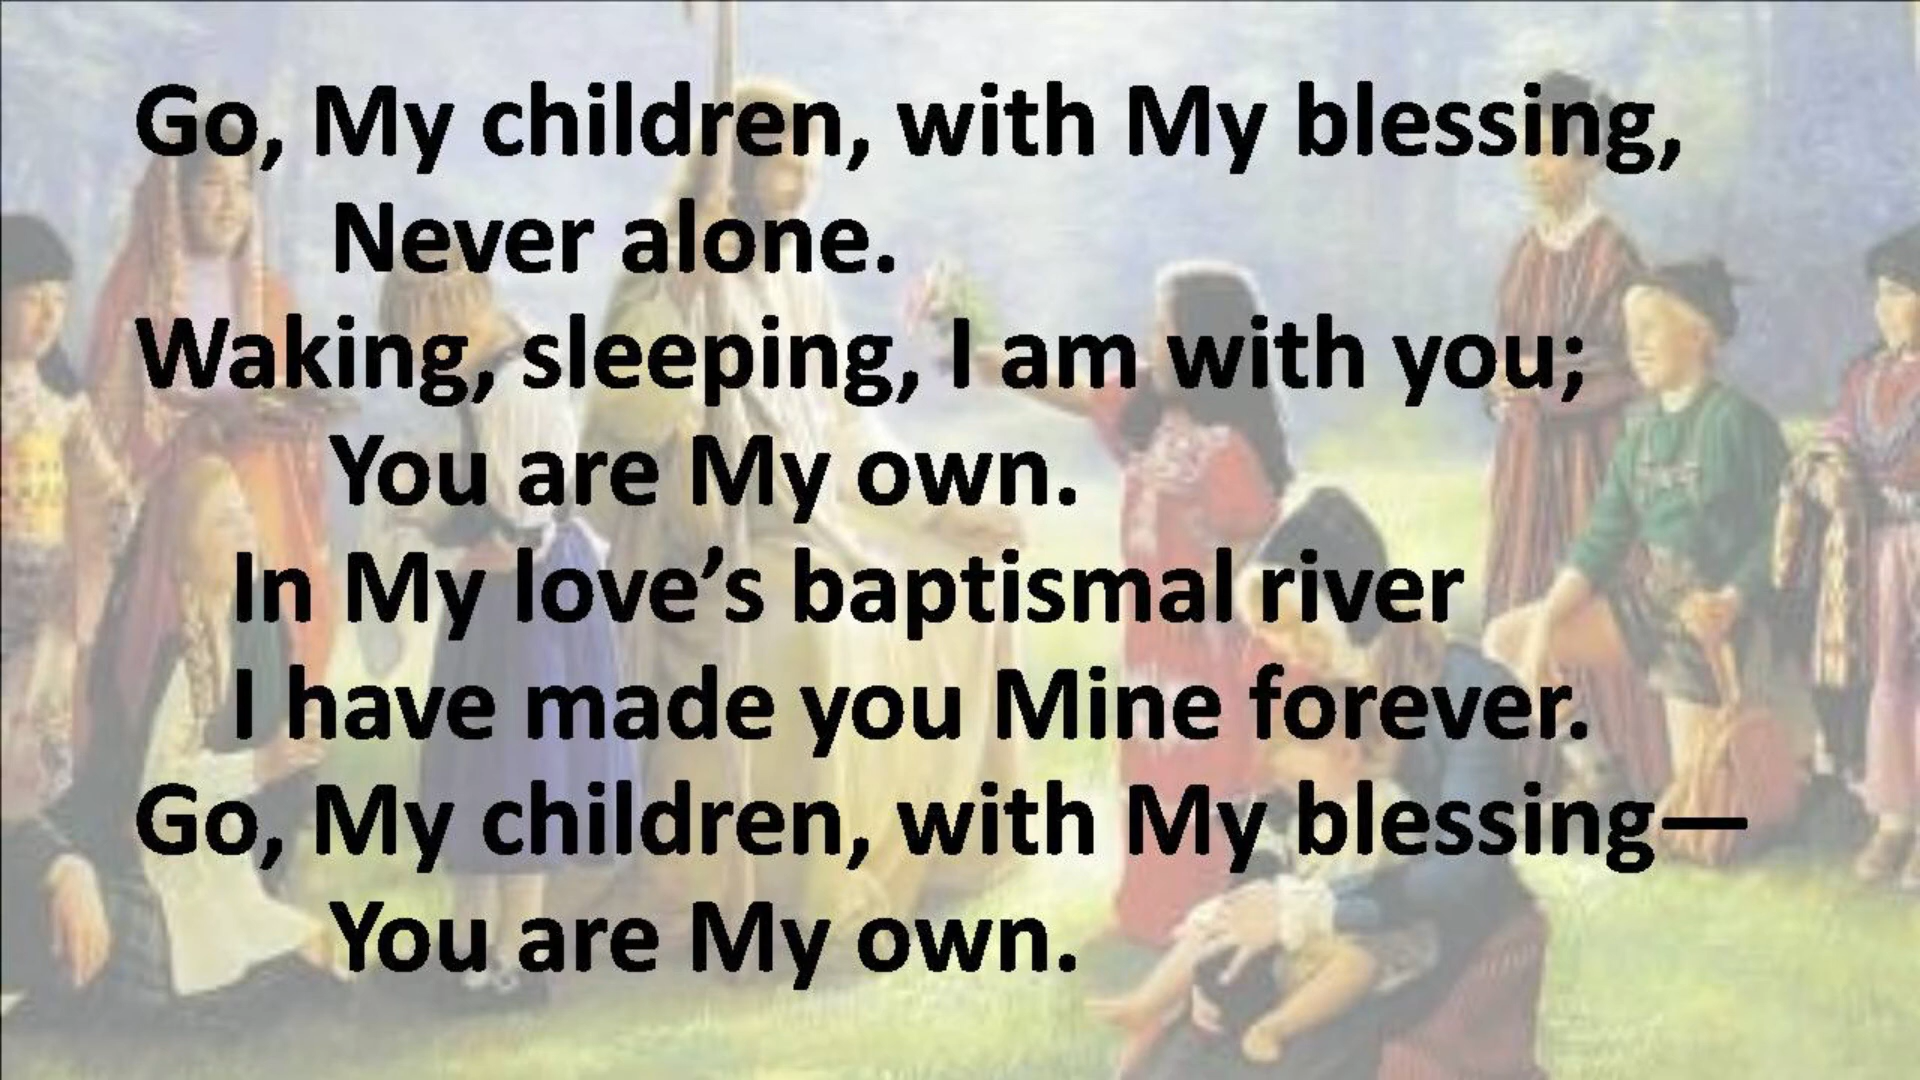 Go, My children, with My blessing,
Never alone.
Waking, sleeping, I am with you;
You are My own.
In My love’s baptismal river
I have made you Mine forever.
Go, My children, with My blessing—
You are My own.